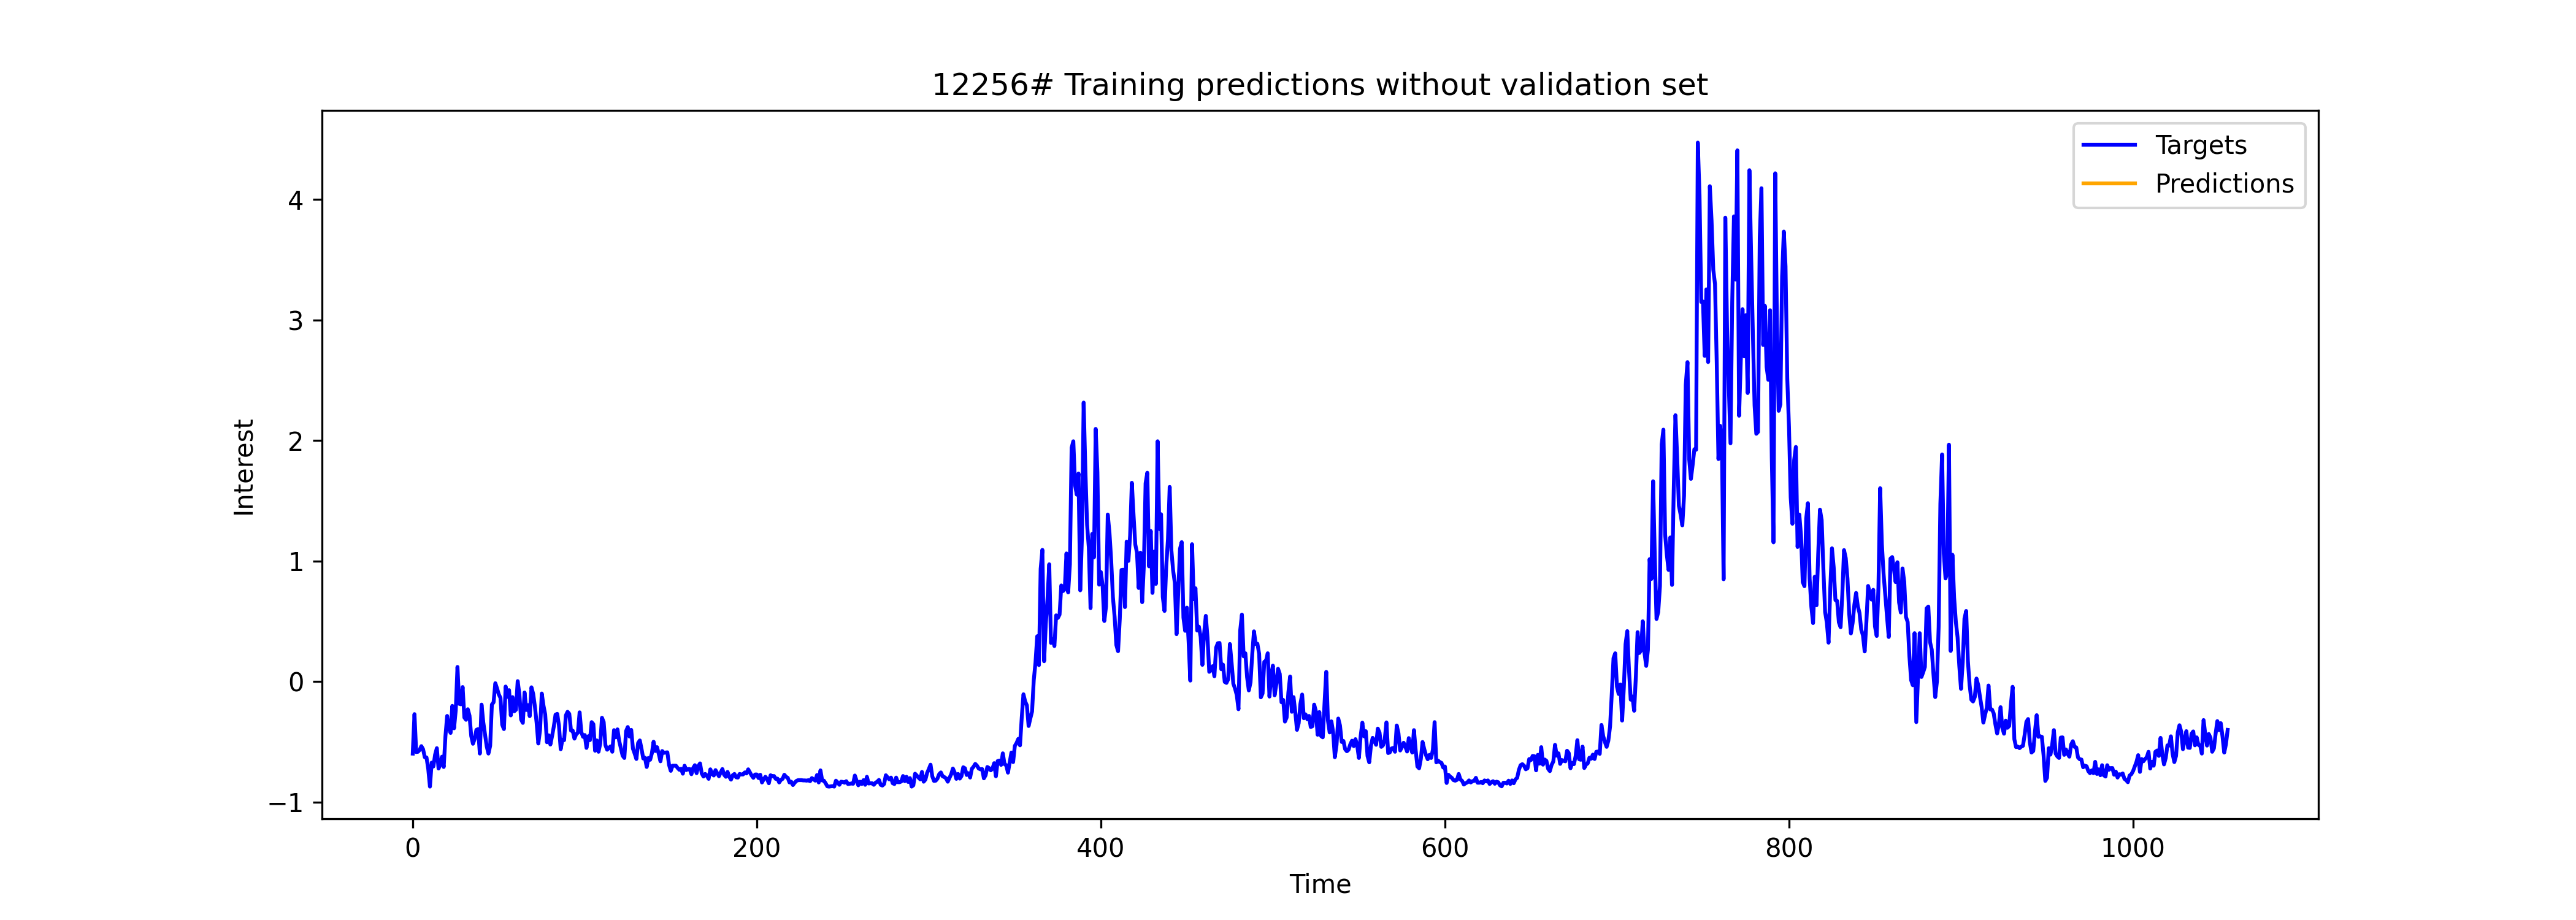 12256# Training predictions without validation set
Targets
Predictions
4
3
2
1
0
−1
Interest
0 200 400 600 800 1000
Time